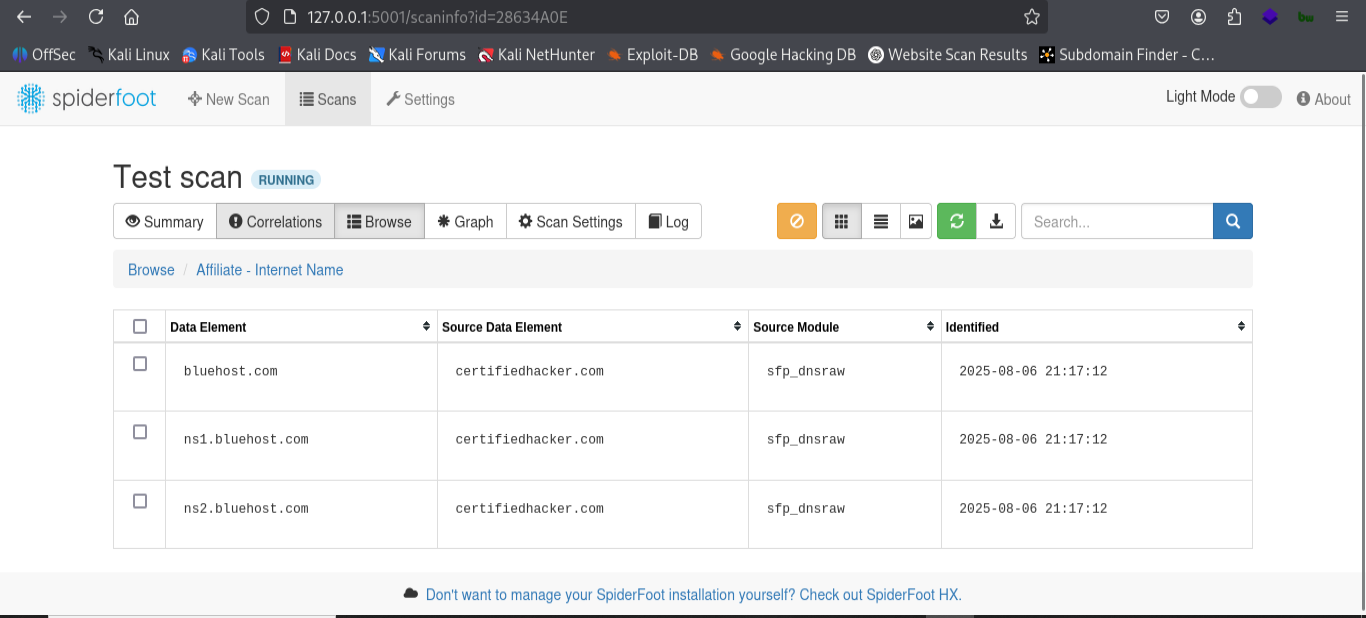 127.0.0.1:5001/scaninfo?id=28634A0E
OffSec Kali Linux Kali Tools Kali Docs Kali Forums Kali NetHunter Exploit-DB Google Hacking DB Website Scan Results Subdomain Finder - C…
spiderfoot New Scan Scans Settings Light Mode About
Test scan RUNNING
Summary Correlations Browse Graph Scan Settings Log Search...
Browse / Affiliate - Internet Name
Data Element Source Data Element Source Module Identified
bluehost.com certifiedhacker.com sfp_dnsraw 2025-08-06 21:17:12
ns1.bluehost.com certifiedhacker.com sfp_dnsraw 2025-08-06 21:17:12
ns2.bluehost.com certifiedhacker.com sfp_dnsraw 2025-08-06 21:17:12
Don't want to manage your SpiderFoot installation yourself? Check out SpiderFoot HX.